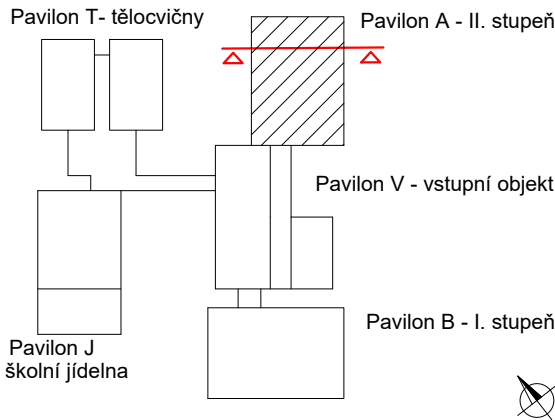 Pavilon T- tělocvičny
Pavilon A - II. stupeň
Pavilon V - vstupní objekt
Pavilon B - I. stupeň
Pavilon J
školní jídelna